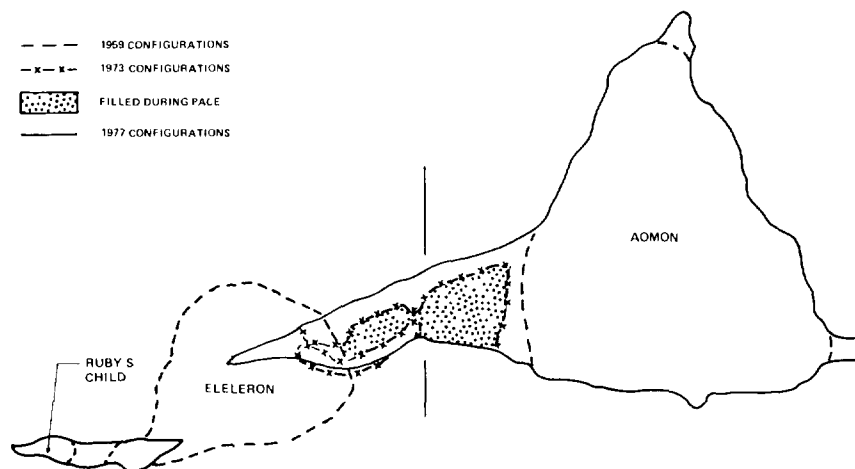 1959 CONFIGURATIONS
1973 CONFIGURATIONS
FILLED DURING PACE
1977 CONFIGURATIONS
AOMON
RUBY S
CHILD
ELELERON